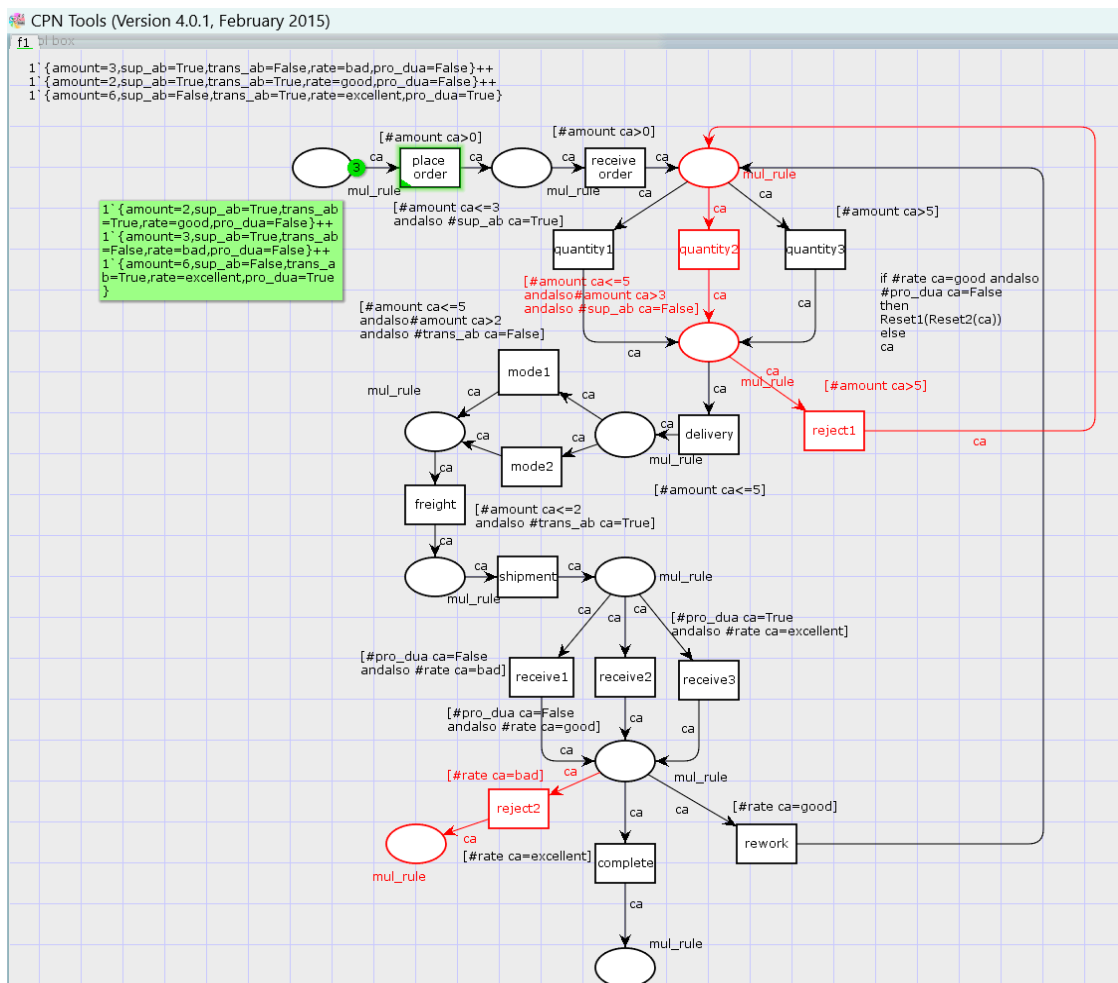 CPN Tools (Version 4.0.1, February 2015)
f1
1`{amount=3,sup_ab=True,trans_ab=False,rate=bad,pro_dua=False}++
1`{amount=2,sup_ab=True,trans_ab=True,rate=good,pro_dua=False}++
1`{amount=6,sup_ab=False,trans_ab=True,rate=excellent,pro_dua=True}
[#amount ca>0]
[#amount ca>0]
ca
ca
ca
ca
3
place
order
receive
order
mul_rule
mul_rule
mul_rule
ca
ca
ca
1`{amount=2,sup_ab=True,trans_ab
=True,rate=good,pro_dua=False}++
1`{amount=3,sup_ab=True,trans_ab
=False,rate=bad,pro_dua=False}++
1`{amount=6,sup_ab=False,trans_a
b=True,rate=excellent,pro_dua=True
}
[#amount ca<=3
andalso #sup_ab ca=True]
[#amount ca>5]
quantity1
quantity2
quantity3
[#amount ca<=5
andalso#amount ca>3
andalso #sup_ab ca=False]
ca
ca
ca
if #rate ca=good andalso
#pro_dua ca=False
then
Reset1(Reset2(ca))
else
ca
[#amount ca<=5
andalso#amount ca>2
andalso #trans_ab ca=False]
mode1
ca
mul_rule
[#amount ca>5]
mul_rule
ca
ca
ca
ca
delivery
reject1
ca
ca
ca
mode2
mul_rule
ca
[#amount ca<=5]
freight
[#amount ca<=2
andalso #trans_ab ca=True]
ca
ca
shipment
ca
mul_rule
mul_rule
ca
ca
ca
[#pro_dua ca=True
andalso #rate ca=excellent]
[#pro_dua ca=False
andalso #rate ca=bad]
receive1
receive2
receive3
[#pro_dua ca=False
andalso #rate ca=good]
ca
ca
ca
mul_rule
[#rate ca=bad]
ca
reject2
ca
ca
[#rate ca=good]
ca
rework
[#rate ca=excellent]
complete
mul_rule
ca
mul_rule